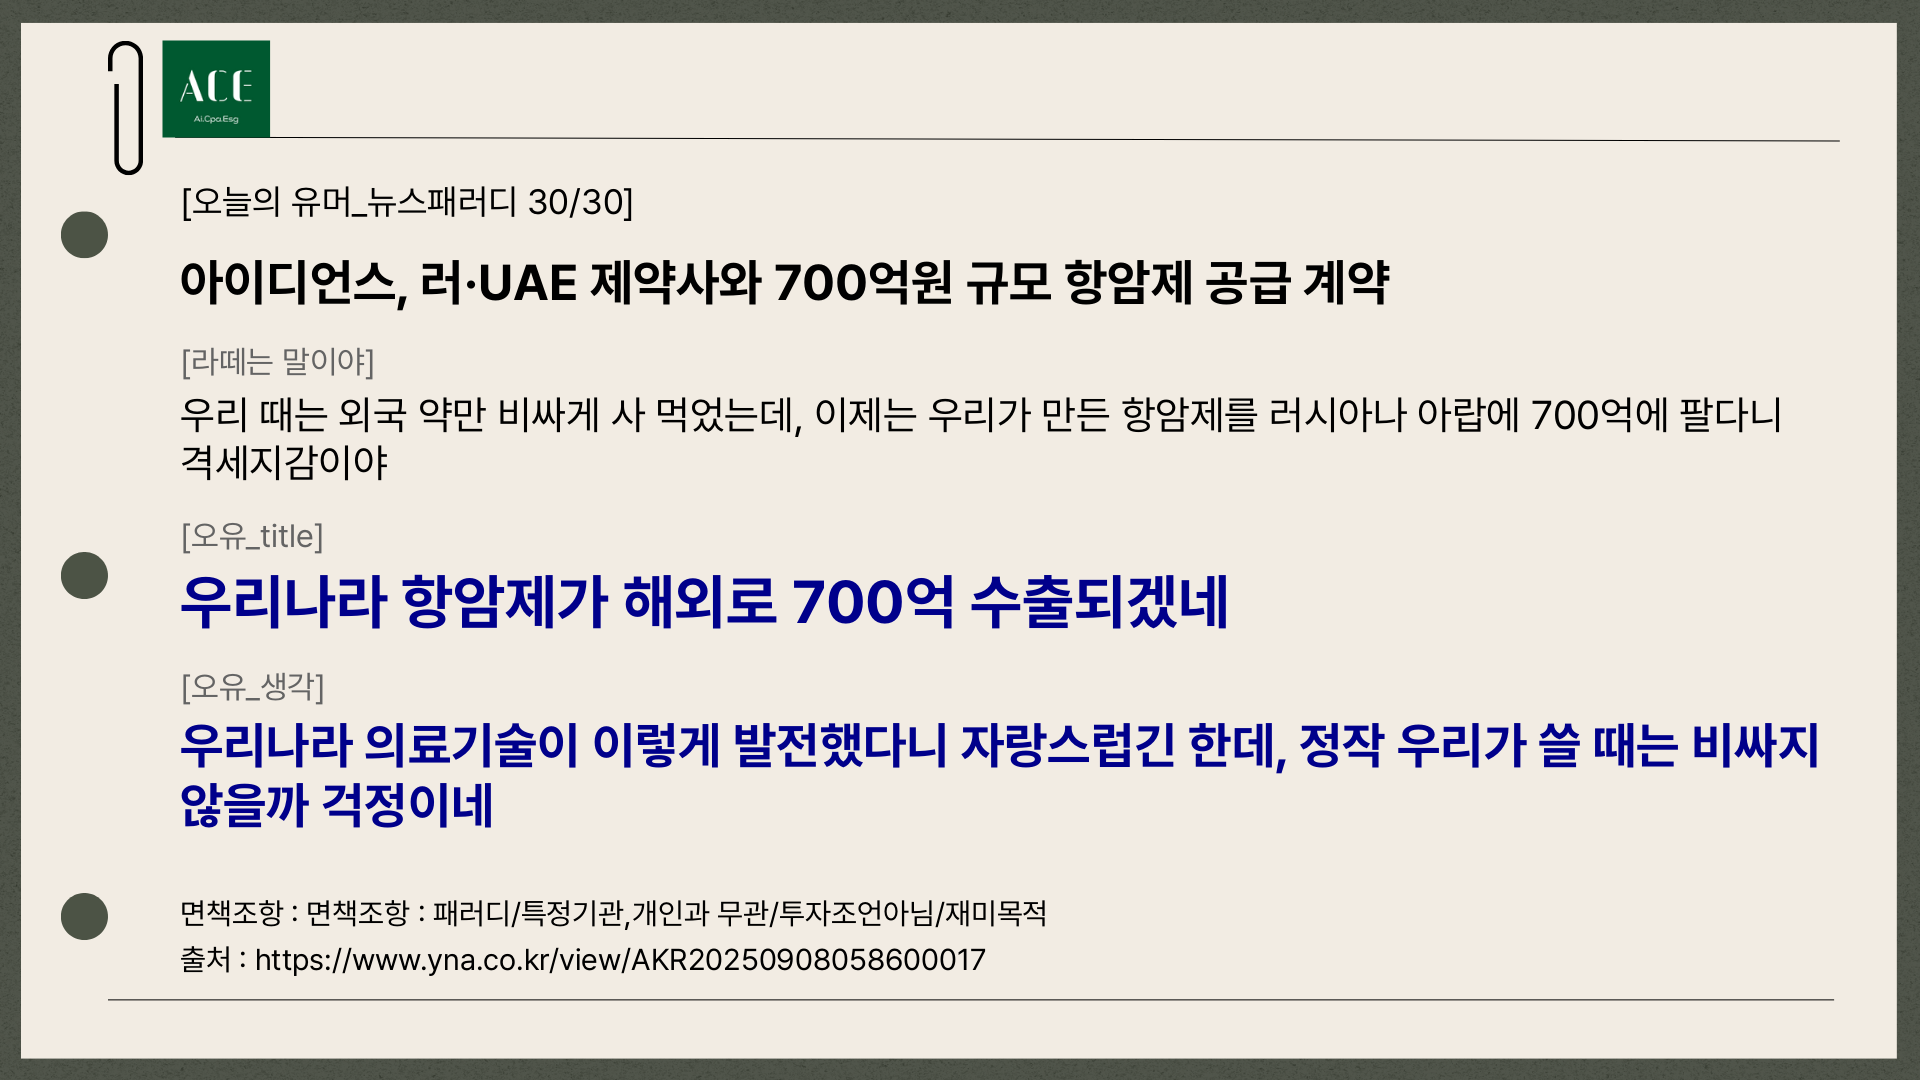 ACE
Ai.Cpa.Esg
[오늘의 유머_뉴스패러디 30/30]
아이디언스, 러·UAE 제약사와 700억원 규모 항암제 공급 계약
[라떼는 말이야]
우리 때는 외국 약만 비싸게 사 먹었는데, 이제는 우리가 만든 항암제를 러시아나 아랍에 700억에 팔다니
격세지감이야
[오유_title]
우리나라 항암제가 해외로 700억 수출되겠네
[오유_생각]
우리나라 의료기술이 이렇게 발전했다니 자랑스럽긴 한데, 정작 우리가 쓸 때는 비싸지
않을까 걱정이네
면책조항 : 면책조항 : 패러디/특정기관,개인과 무관/투자조언아님/재미목적
출처 : https://www.yna.co.kr/view/AKR20250908058600017